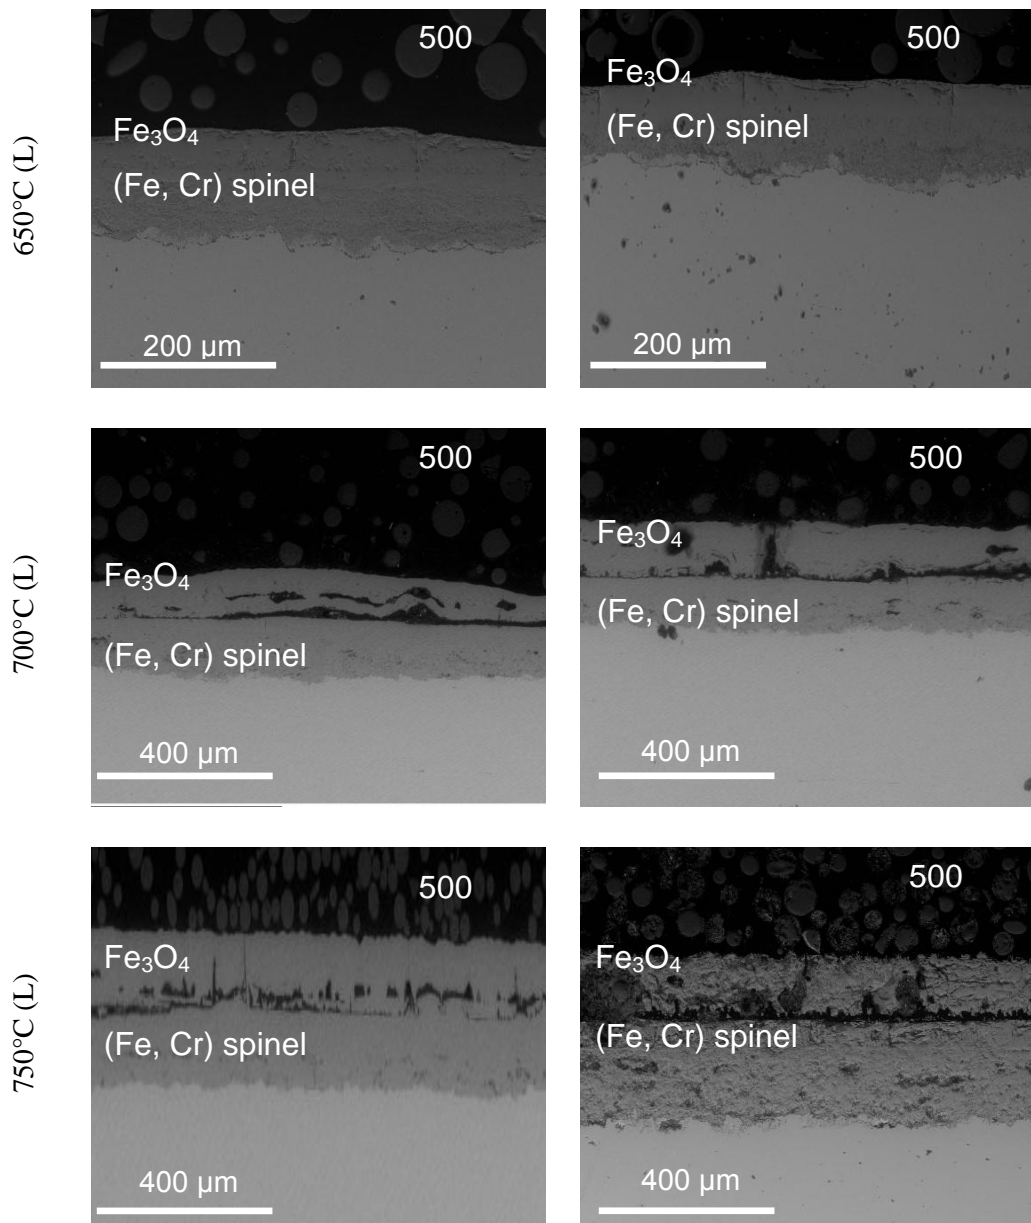 650°C (L)
500
Fe₃O₄
(Fe, Cr) spinel
200 µm
500
Fe₃O₄
(Fe, Cr) spinel
200 µm
700°C (L)
500
Fe₃O₄
(Fe, Cr) spinel
400 µm
500
Fe₃O₄
(Fe, Cr) spinel
400 µm
750°C (L)
500
Fe₃O₄
(Fe, Cr) spinel
400 µm
500
Fe₃O₄
(Fe, Cr) spinel
400 µm